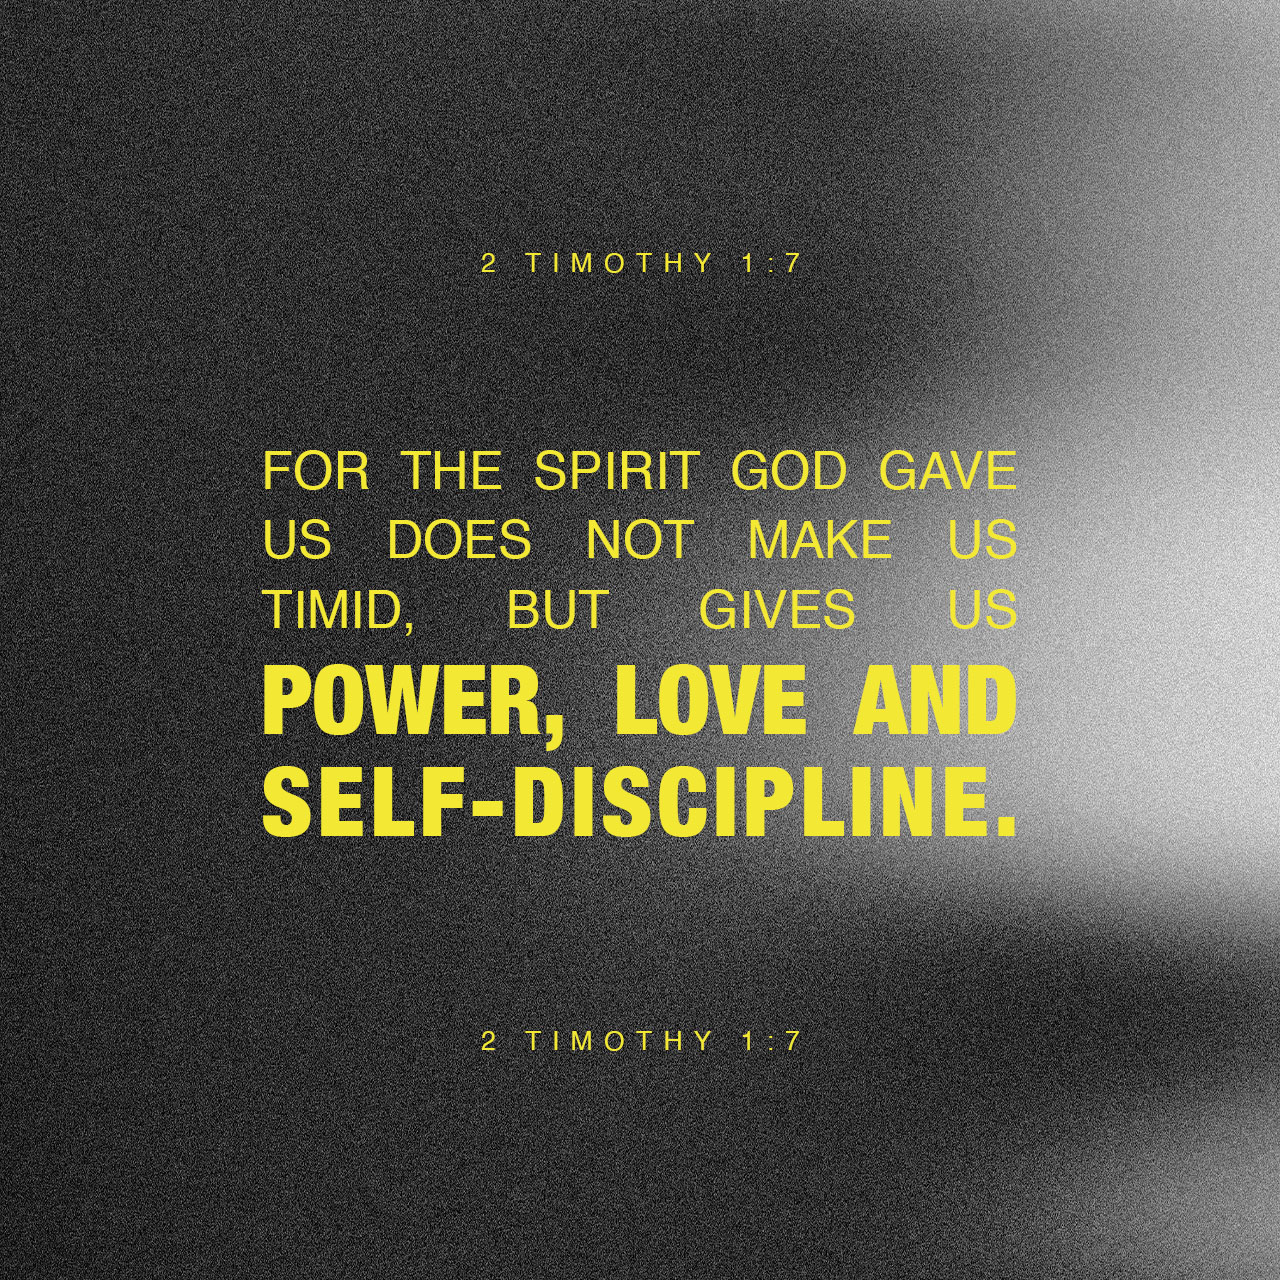 2 TIMOTHY 1:7
FOR THE SPIRIT GOD GAVE
US DOES NOT MAKE US
TIMID, BUT GIVES US
POWER, LOVE AND
SELF-DISCIPLINE.
2 TIMOTHY 1:7